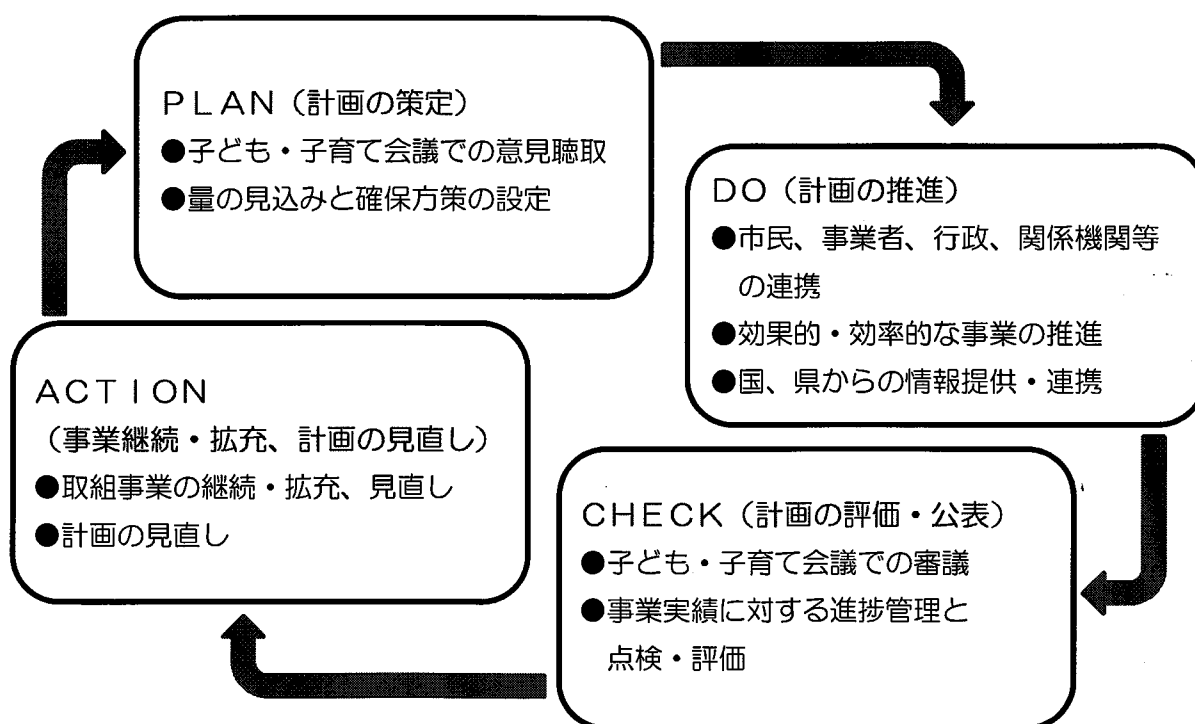 ＰＬＡＮ（計画の策定）
●子ども・子育て会議での意見聴取
●量の見込みと確保方策の設定
ＤＯ（計画の推進）
●市民、事業者、行政、関係機関等
の連携
●効果的・効率的な事業の推進
●国、県からの情報提供・連携
ＣＨＥＣＫ（計画の評価・公表）
●子ども・子育て会議での審議
●事業実績に対する進捗管理と
点検・評価
ＡＣＴＩＯＮ
（事業継続・拡充、計画の見直し）
●取組事業の継続・拡充、見直し
●計画の見直し